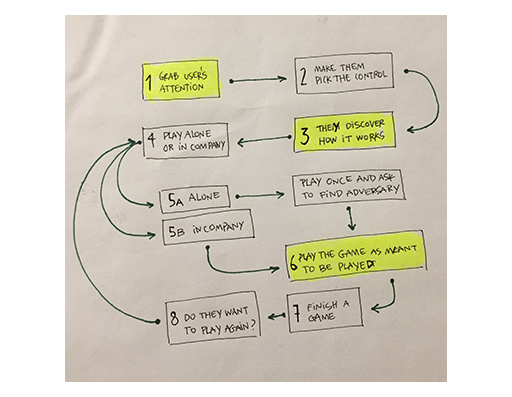 1 GRAB USER'S
ATTENTION
2 MAKE THEM
PICK THE CONTROL
3 THEY DISCOVER
HOW IT WORKS
4 PLAY ALONE
OR IN COMPANY
5A ALONE
PLAY ONCE AND ASK
TO FIND ADVERSARY
5B IN COMPANY
6 PLAY THE GAME AS MEANT
TO BE PLAYED
7 FINISH A
GAME
8 DO THEY WANT
TO PLAY AGAIN?